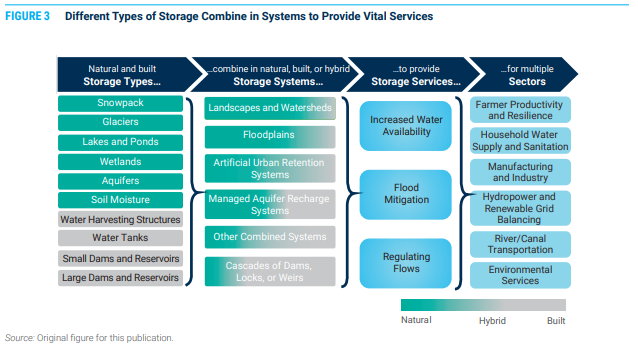 FIGURE 3 Different Types of Storage Combine in Systems to Provide Vital Services
Natural and built
Storage Types...
Snowpack
Glaciers
Lakes and Ponds
Wetlands
Aquifers
Soil Moisture
Water Harvesting Structures
Water Tanks
Small Dams and Reservoirs
Large Dams and Reservoirs
...combine in natural, built, or hybrid
Storage Systems...
Landscapes and Watersheds
Floodplains
Artificial Urban Retention
Systems
Managed Aquifer Recharge
Systems
Other Combined Systems
Cascades of Dams,
Locks, or Weirs
...to provide
Storage Services...
Increased Water
Availability
Flood
Mitigation
Regulating
Flows
...for multiple
Sectors
Farmer Productivity
and Resilience
Household Water
Supply and Sanitation
Manufacturing
and Industry
Hydropower and
Renewable Grid
Balancing
River/Canal
Transportation
Environmental
Services
Natural Hybrid Built
Source: Original figure for this publication.